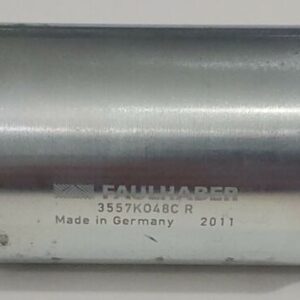 FAULHABER
3557K048C R
Made in Germany 2011